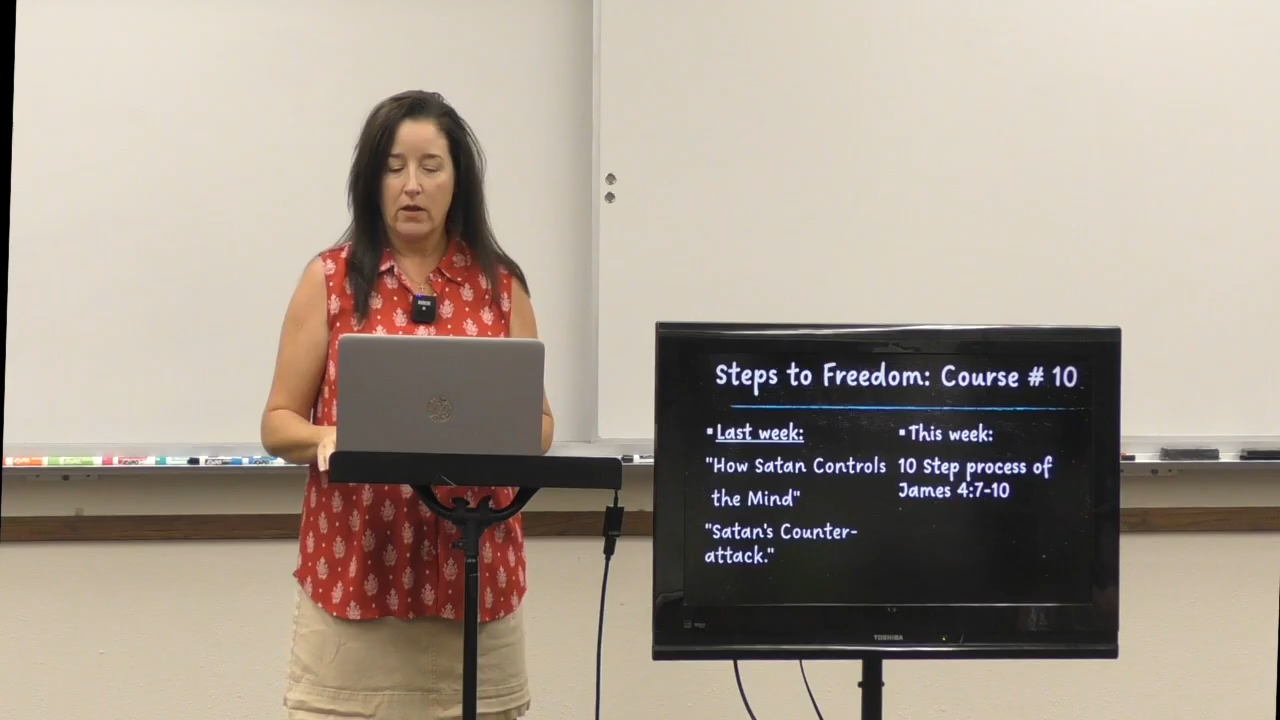 Steps to Freedom: Course # 10
▪Last week:
"How Satan Controls
the Mind"
"Satan's Counter-
attack."
▪This week:
10 Step process of
James 4:7-10
TOSHIBA